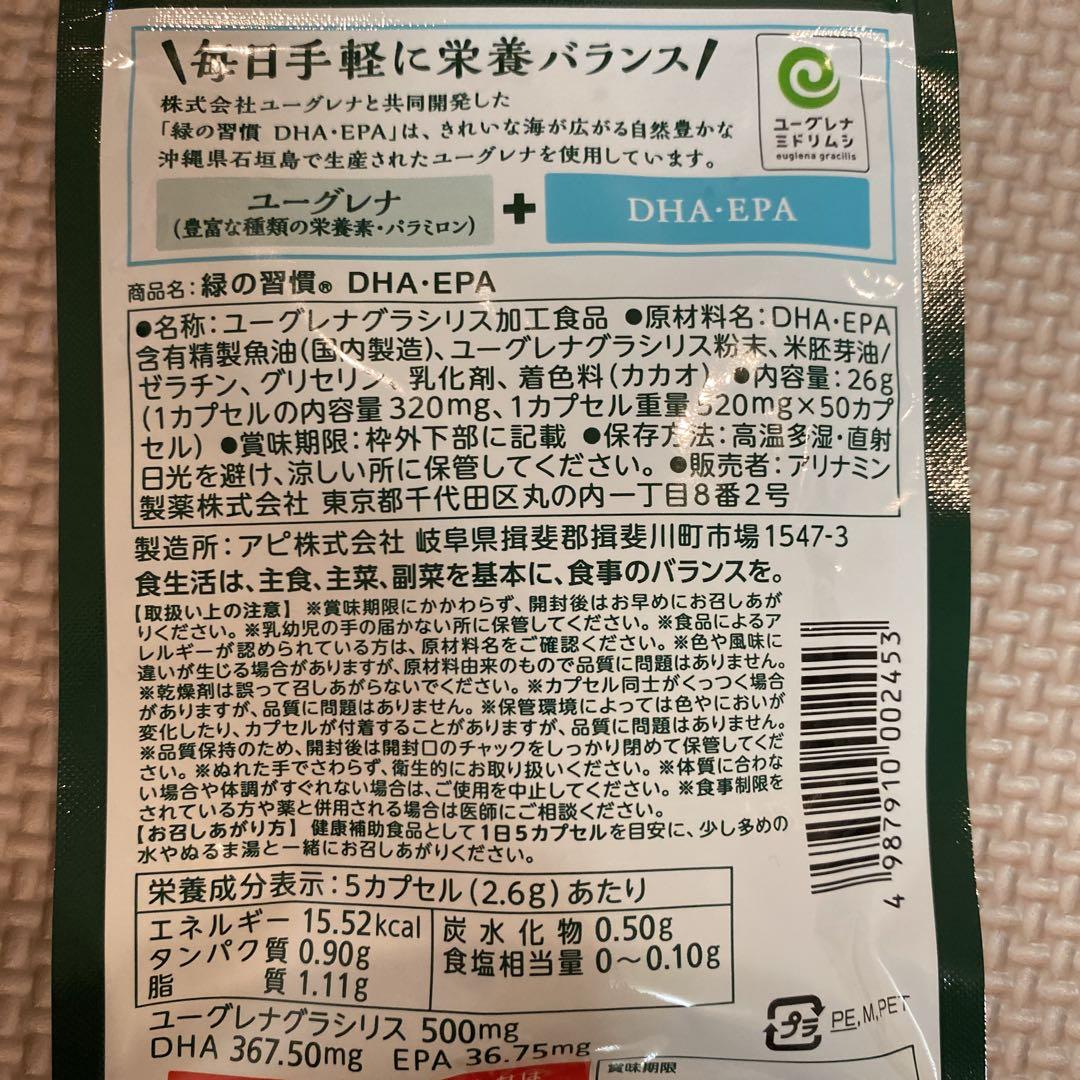 毎日手軽に栄養バランス
株式会社ユーグレナと共同開発した
「緑の習慣 DHA・EPA」は、きれいな海が広がる自然豊かな
沖縄県石垣島で生産されたユーグレナを使用しています。
ユーグレナ
ミドリムシ
euglena gracilis
ユーグレナ
(豊富な種類の栄養素・パラミロン)
+
DHA・EPA
商品名:緑の習慣® DHA・EPA
●名称:ユーグレナグラシリス加工食品 ●原材料名:DHA・EPA
含有精製魚油(国内製造)、ユーグレナグラシリス粉末、米胚芽油/
ゼラチン、グリセリン、乳化剤、着色料(カカオ) ●内容量:26g
(1カプセルの内容量320mg、1カプセル重量520mg×50カプ
セル) ●賞味期限:枠外下部に記載 ●保存方法:高温多湿・直射
日光を避け、涼しい所に保管してください。 ●販売者:アリナミン
製薬株式会社 東京都千代田区丸の内一丁目8番2号
製造所:アピ株式会社 岐阜県揖斐郡揖斐川町市場1547-3
食生活は、主食、主菜、副菜を基本に、食事のバランスを。
【取扱い上の注意】 ※賞味期限にかかわらず、開封後はお早めにお召しあが
りください。※乳幼児の手の届かない所に保管してください。※食品によるア
レルギーが認められている方は、原材料名をご確認ください。※色や風味に
違いが生じる場合がありますが、原材料由来のもので品質に問題はありません。
※乾燥剤は誤って召しあがらないでください。※カプセル同士がくっつく場合
がありますが、品質に問題はありません。※保管環境によっては色やにおいが
変化したり、カプセルが付着することがありますが、品質に問題はありません。
※品質保持のため、開封後は開封口のチャックをしっかり閉めて保管してくだ
さい。※ぬれた手でさわらず、衛生的にお取り扱いください。※体質に合わな
い場合や体調がすぐれない場合は、ご使用を中止してください。※食事制限を
されている方や薬と併用される場合は医師にご相談ください。
【お召しあがり方】 健康補助食品として1日5カプセルを目安に、少し多めの
水やぬるま湯と一緒にお召しあがりください。
4 987910 002453
栄養成分表示:5カプセル(2.6g)あたり
エネルギー 15.52kcal
タンパク質 0.90g
脂質 1.11g
炭水化物 0.50g
食塩相当量 0～0.10g
ユーグレナグラシリス 500mg
DHA 367.50mg EPA 36.75mg
プラ PE,M,PET
賞味期限